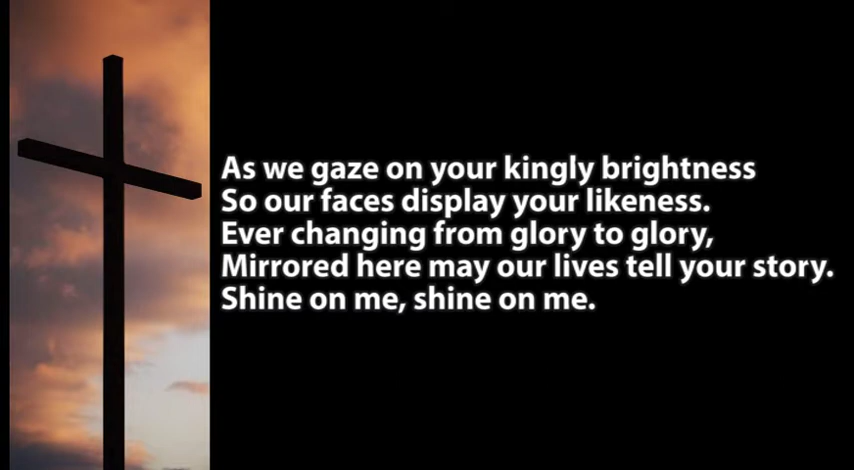 As we gaze on your kingly brightness
So our faces display your likeness.
Ever changing from glory to glory,
Mirrored here may our lives tell your story.
Shine on me, shine on me.